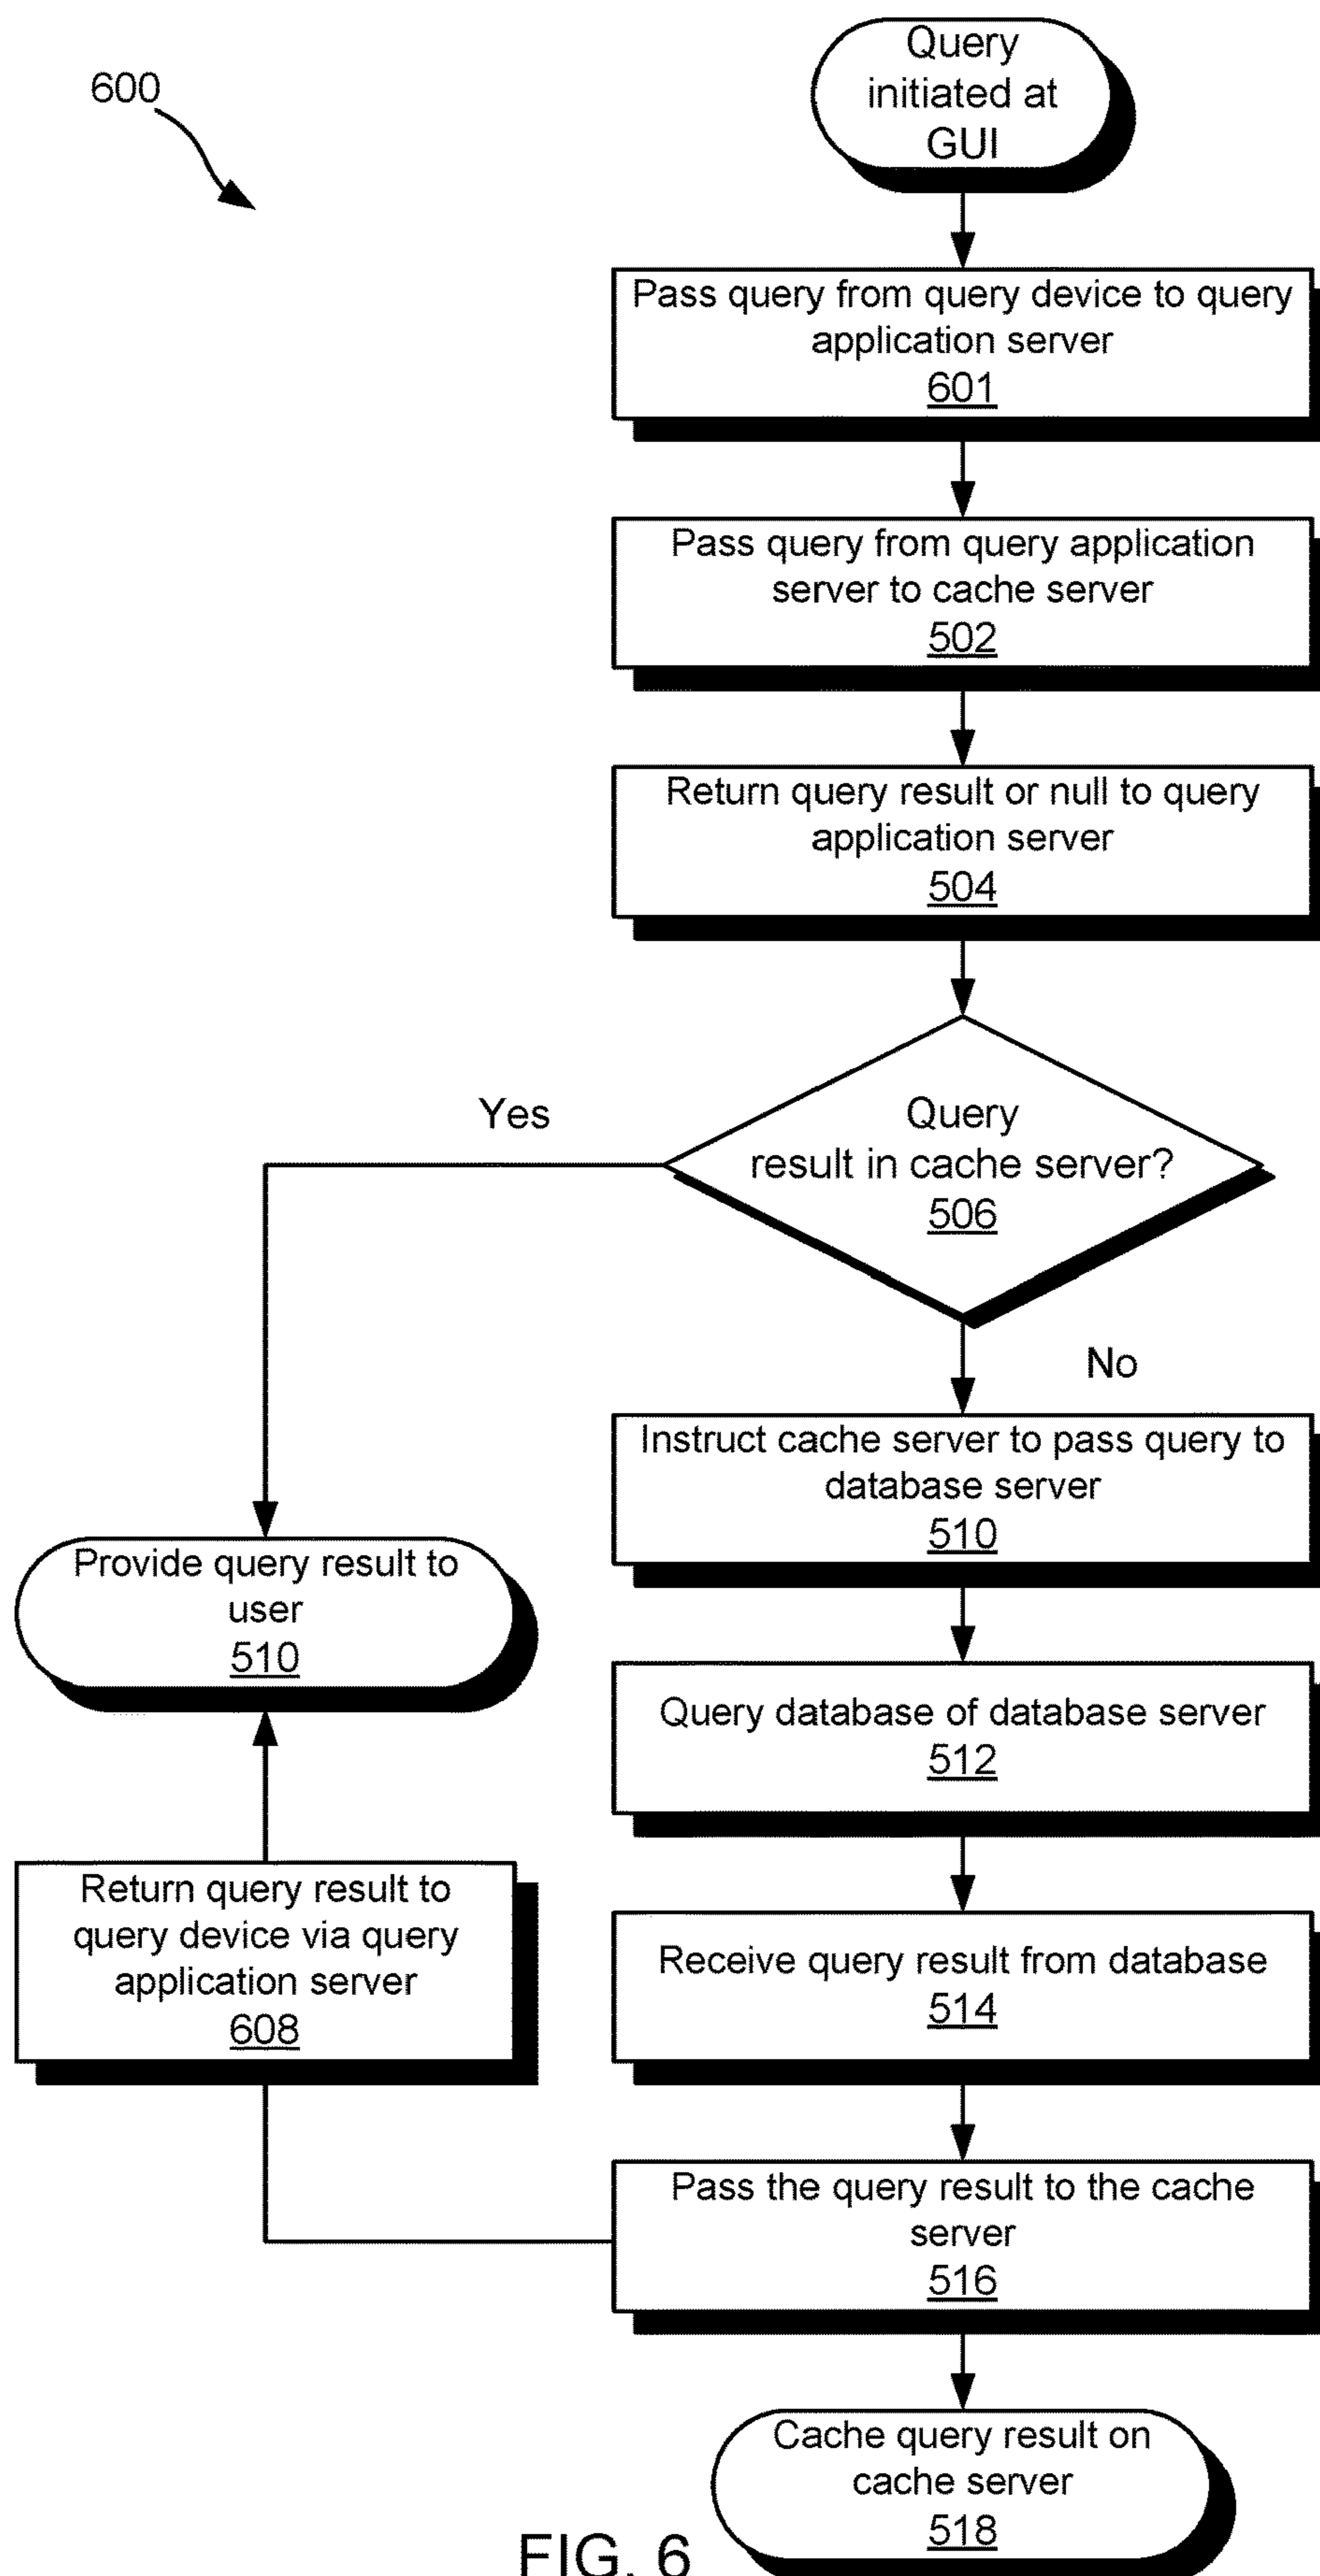 600
Query
initiated at
GUI
Pass query from query device to query
application server
601
Pass query from query application
server to cache server
502
Return query result or null to query
application server
504
Yes
Query
result in cache server?
506
No
Instruct cache server to pass query to
database server
510
Provide query result to
user
510
Query database of database server
512
Return query result to
query device via query
application server
608
Receive query result from database
514
Pass the query result to the cache
server
516
Cache query result on
cache server
518
FIG. 6